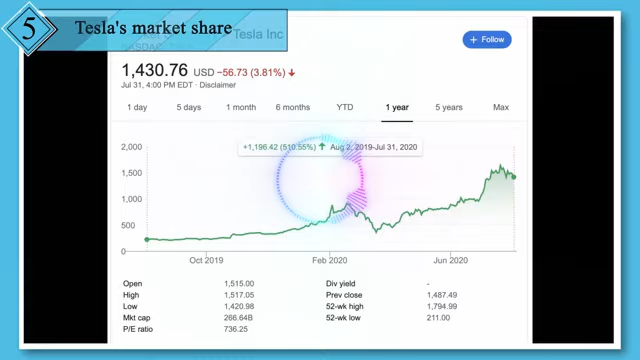 5 Tesla's market share
Tesla Inc
NASDAQ
+ Follow
1,430.76 USD −56.73 (3.81%) ↓
Jul 31, 4:00 PM EDT · Disclaimer
1 day 5 days 1 month 6 months YTD 1 year 5 years Max
+1,196.42 (510.55%) ↑ Aug 2, 2019-Jul 31, 2020
2,000
1,500
1,000
500
0
Oct 2019 Feb 2020 Jun 2020
Open 1,515.00 Div yield -
High 1,517.05 Prev close 1,487.49
Low 1,420.98 52-wk high 1,794.99
Mkt cap 266.64B 52-wk low 211.00
P/E ratio 736.25